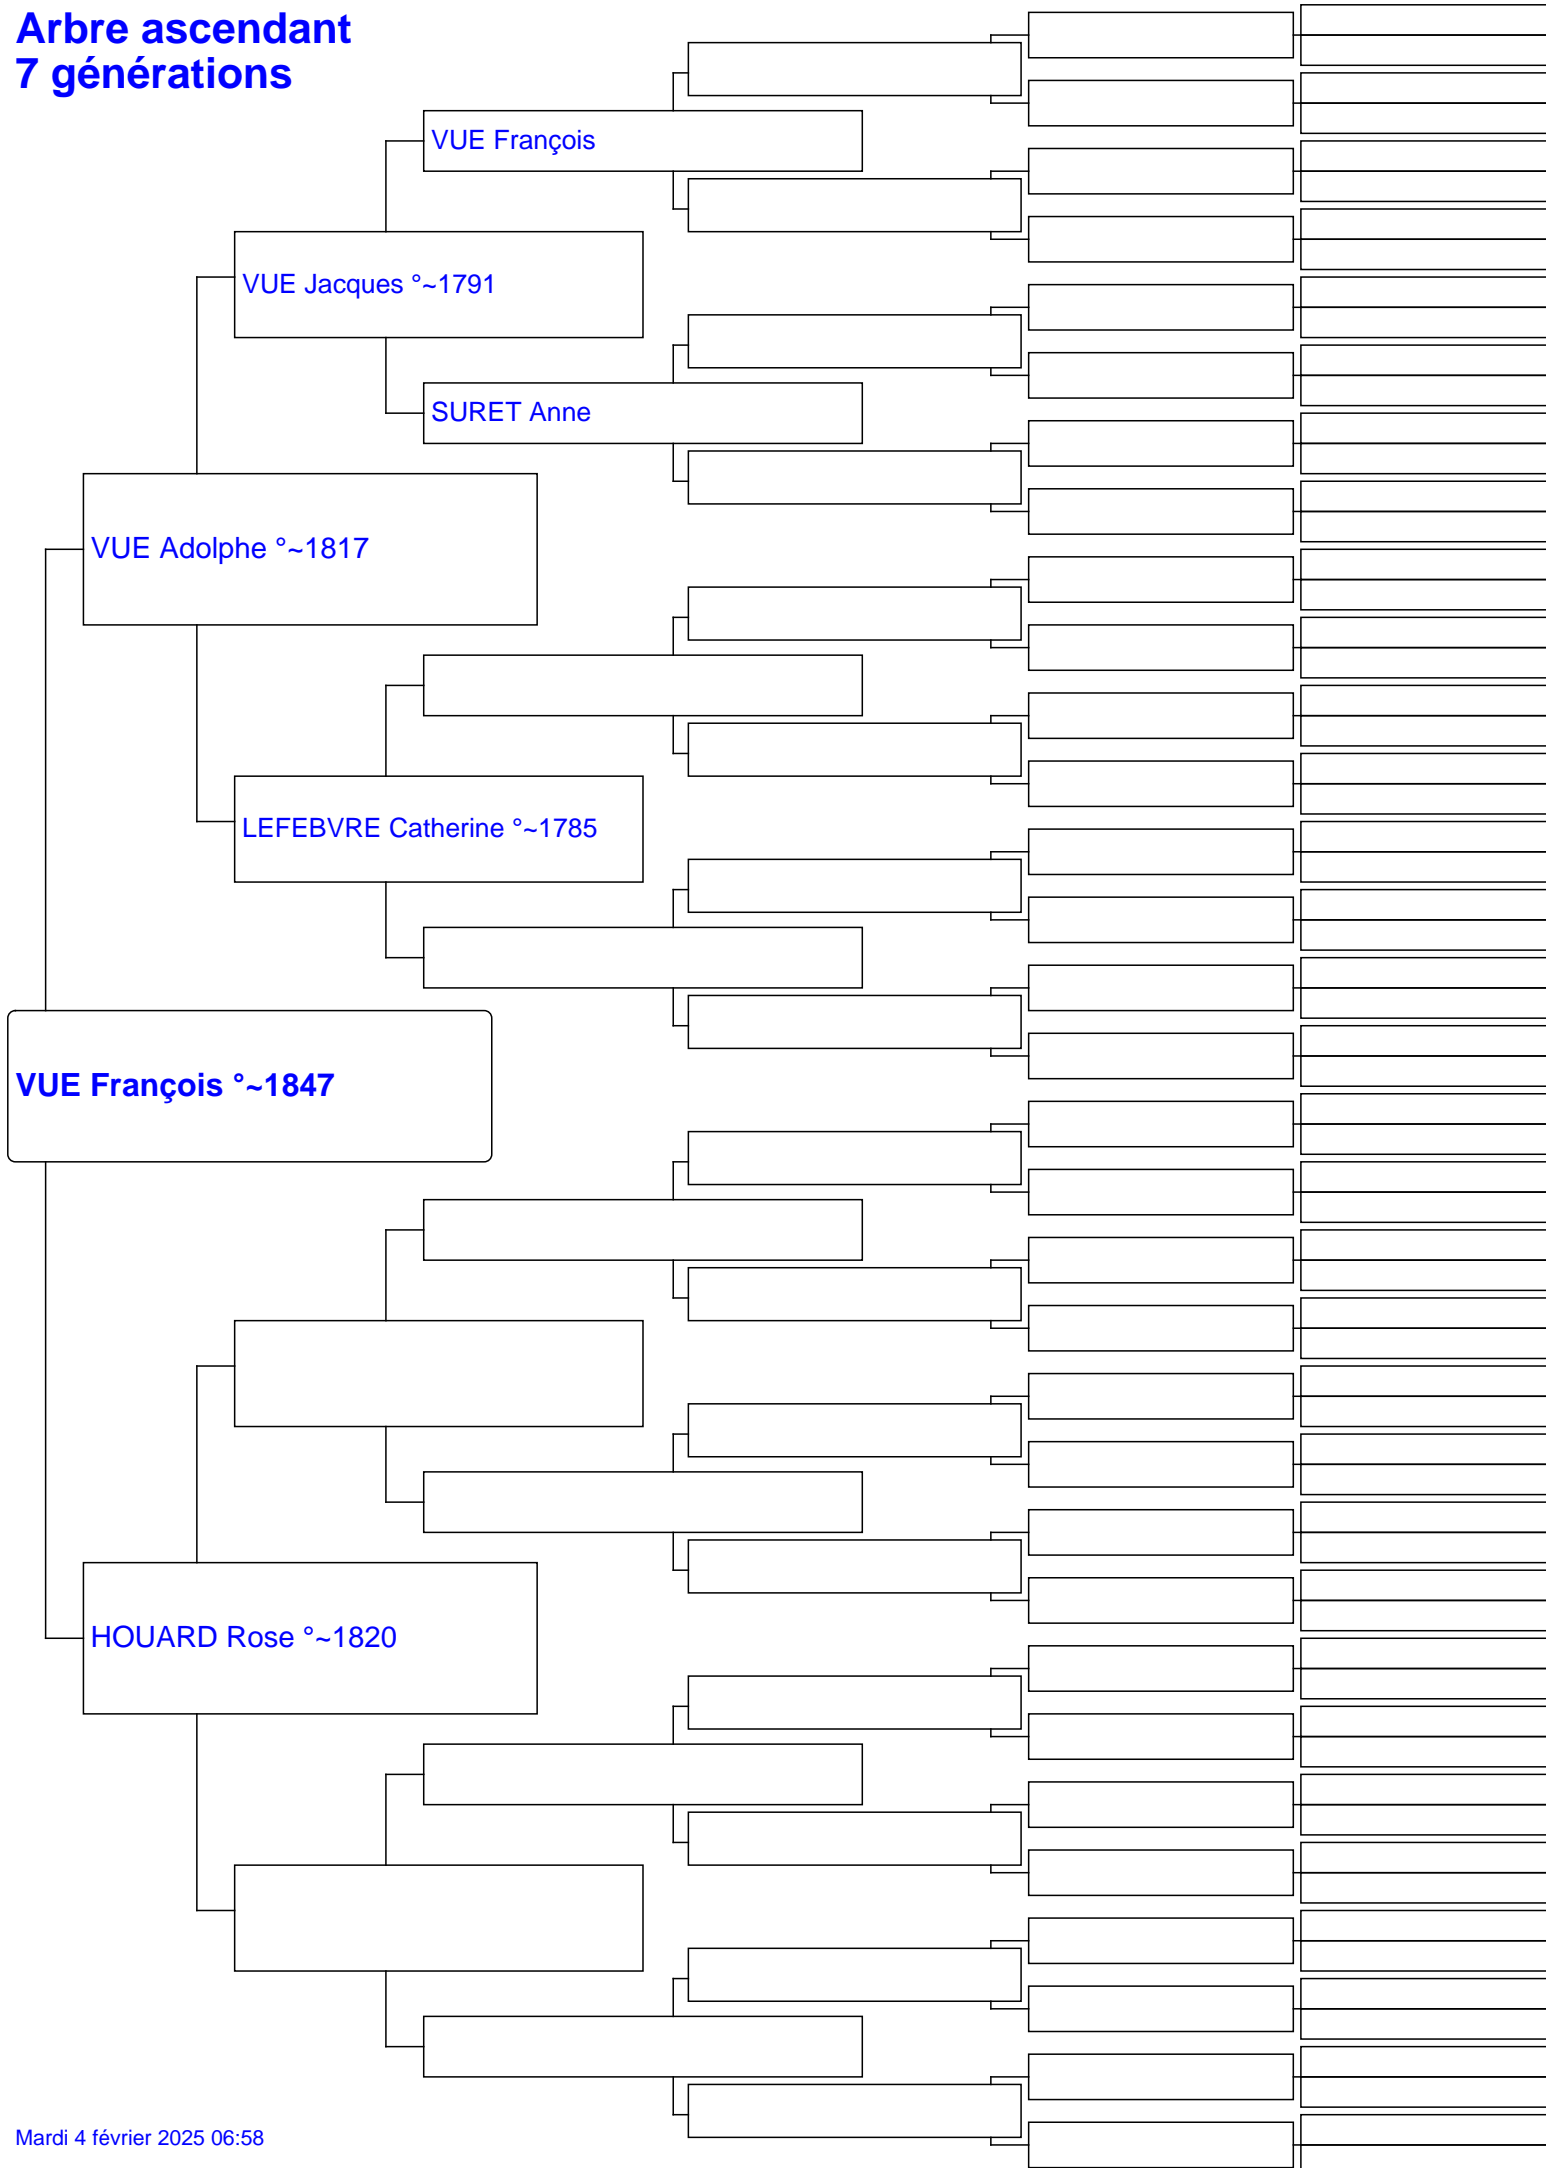 Arbre ascendant
7 générations
VUE François
VUE Jacques °~1791
SURET Anne
VUE Adolphe °~1817
LEFEBVRE Catherine °~1785
VUE François °~1847
HOUARD Rose °~1820
Mardi 4 février 2025 06:58